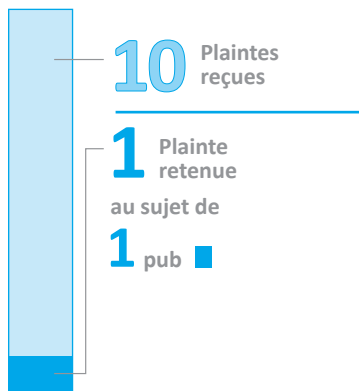 10 Plaintes
reçues
1 Plainte
retenue
au sujet de
1 pub